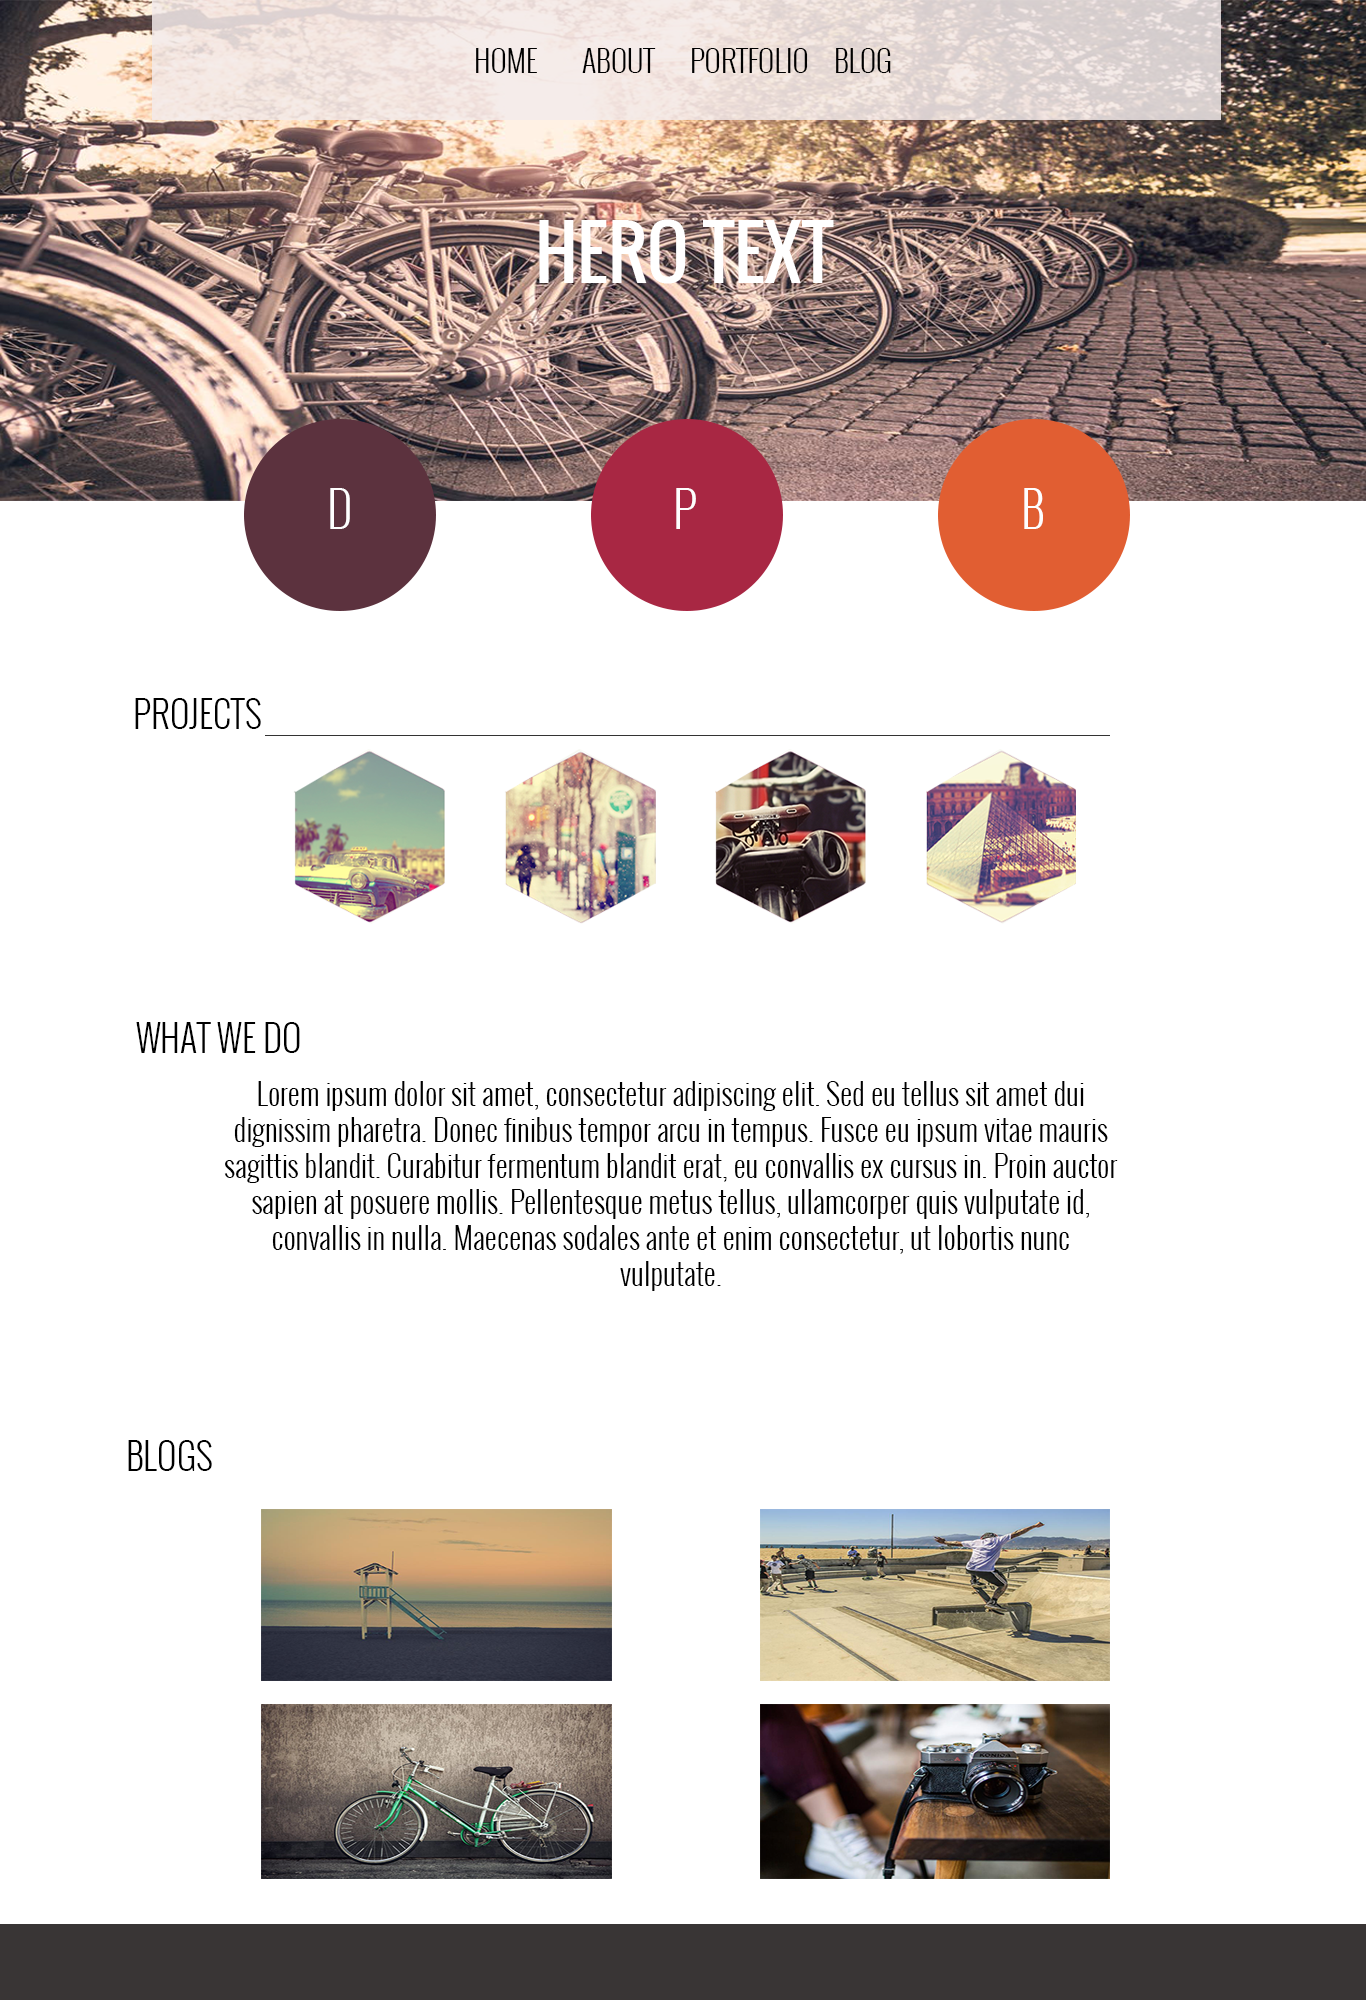 HOME ABOUT PORTFOLIO BLOG
HERO TEXT
D P B
PROJECTS
WHAT WE DO
Lorem ipsum dolor sit amet, consectetur adipiscing elit. Sed eu tellus sit amet dui
dignissim pharetra. Donec finibus tempor arcu in tempus. Fusce eu ipsum vitae mauris
sagittis blandit. Curabitur fermentum blandit erat, eu convallis ex cursus in. Proin auctor
sapien at posuere mollis. Pellentesque metus tellus, ullamcorper quis vulputate id,
convallis in nulla. Maecenas sodales ante et enim consectetur, ut lobortis nunc
vulputate.
BLOGS
KONICA